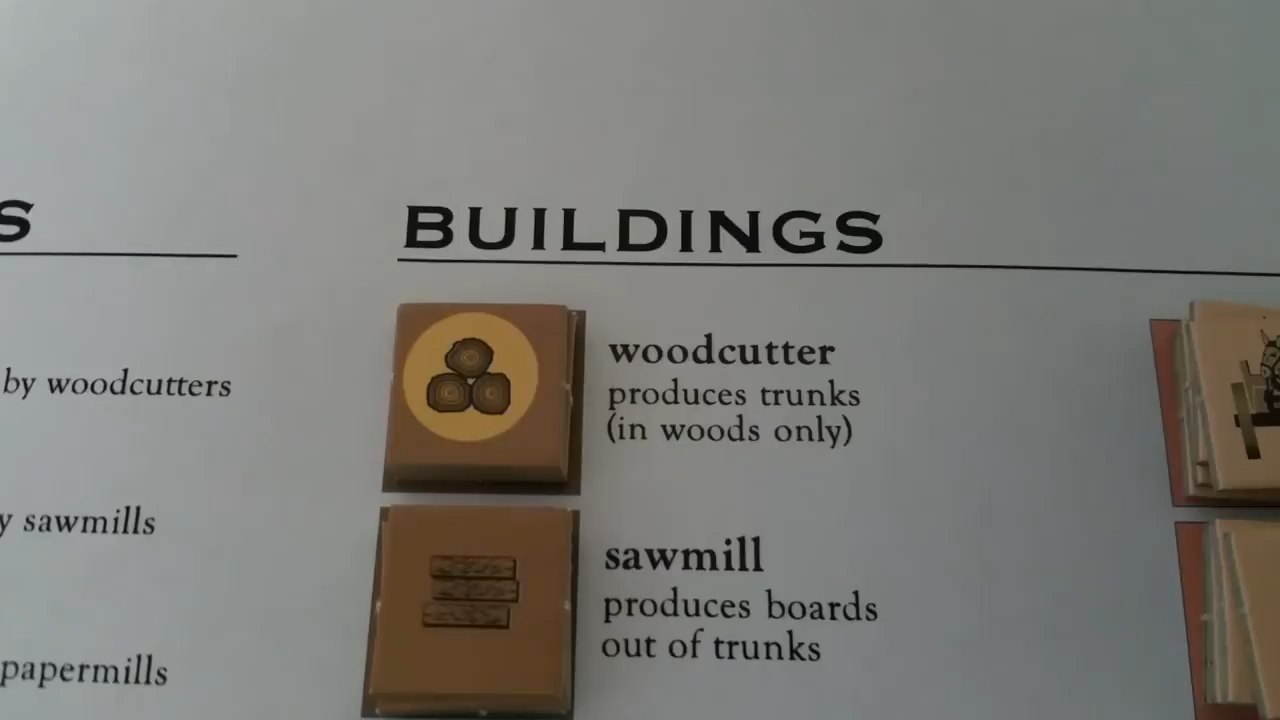 S
by woodcutters
y sawmills
papermills
BUILDINGS
woodcutter
produces trunks
(in woods only)
sawmill
produces boards
out of trunks